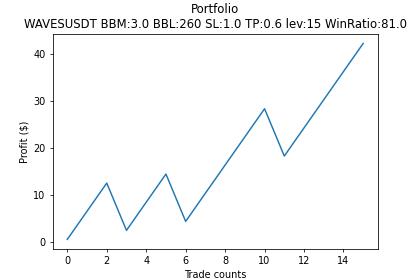 Portfolio
WAVESUSDT BBM:3.0 BBL:260 SL:1.0 TP:0.6 lev:15 WinRatio:81.0
40
30
20
10
0
Profit ($)
0 2 4 6 8 10 12 14
Trade counts